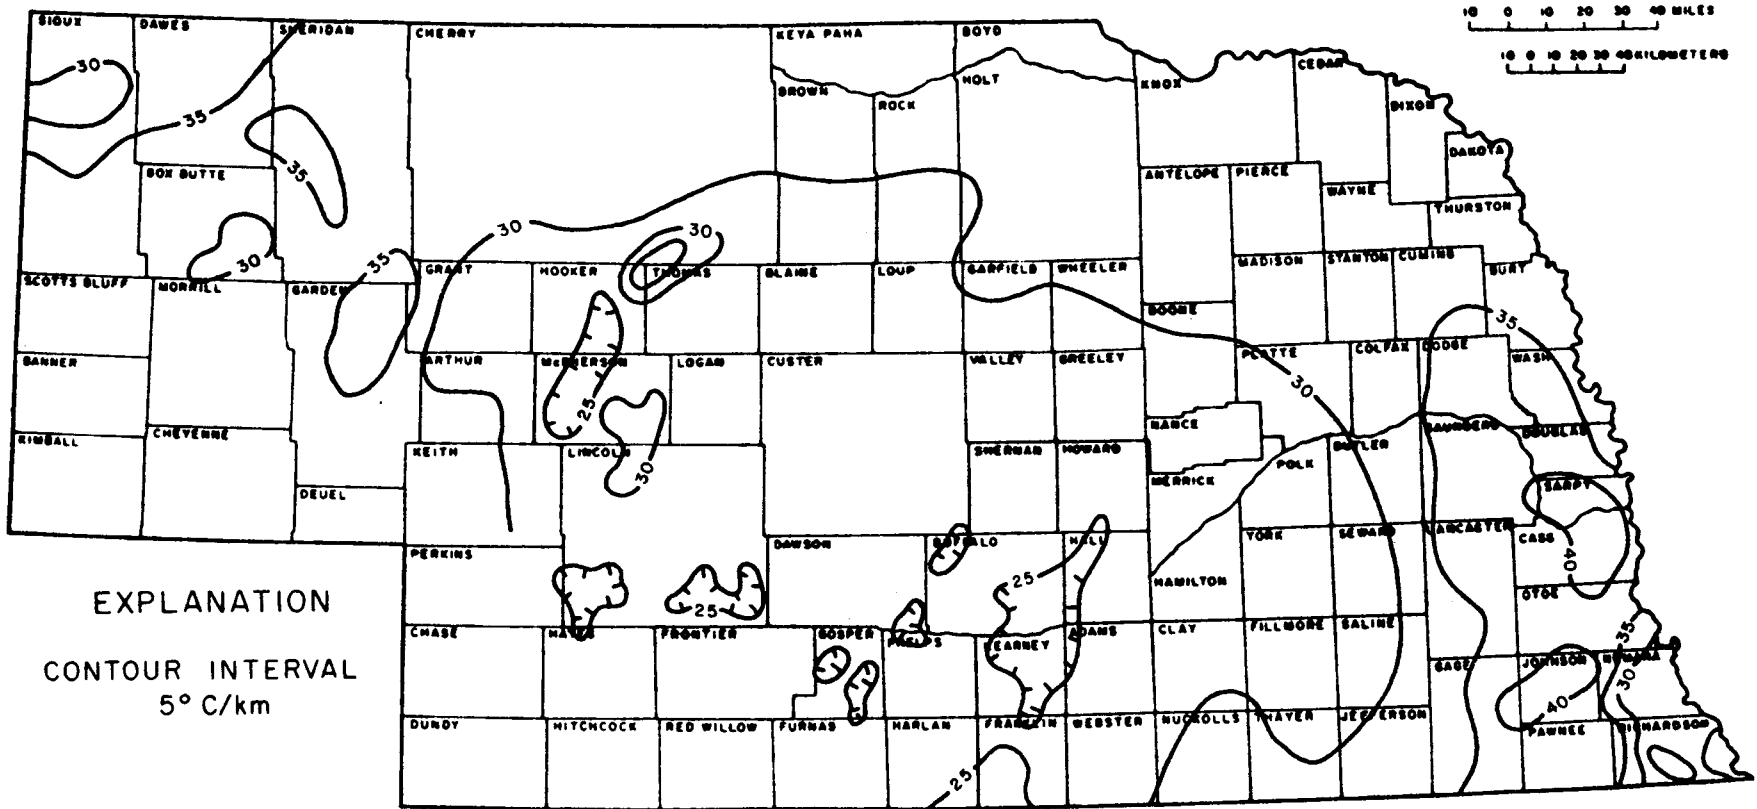 10 0 10 20 30 40 MILES
10 0 10 20 30 40 KILOMETERS
SIOUX DAWES SHERIDAN CHERRY KEYA PAHA BOYD
30 35 BROWN ROCK HOLT KNOX CEDAR DIXON
DAKOTA
BOX BUTTE 35 ANTELOPE PIERCE WAYNE THURSTON
30 30 30 35
SCOTTS BLUFF MORRILL GARDEN GRANT HOOKER THOMAS BLAINE LOUP GARFIELD WHEELER MADISON STANTON CUMING BURT
BOONE 35
BANNER ARTHUR McPHERSON LOGAN CUSTER VALLEY GREELEY PLATTE COLFAX DODGE WASH
25 30
KIMBALL CHEYENNE KEITH LINCOLN SHERMAN HOWARD NANCE POLK BUTLER SAUNDERS DOUGLAS
30 MERRICK SARPY
DEUEL
PERKINS DAWSON BUFFALO HALL HAMILTON YORK SEWARD LANCASTER CASS
25 25 40 OTOE
CHASE HAYES FRONTIER GOSPER PHELPS KEARNEY ADAMS CLAY FILLMORE SALINE 35
GAGE JOHNSON NEMAHA
30
40
DUNDY HITCHCOCK RED WILLOW FURNAS HARLAN FRANKLIN WEBSTER NUCKOLLS THAYER JEFFERSON PAWNEE RICHARDSON
25
EXPLANATION
CONTOUR INTERVAL
5° C/km